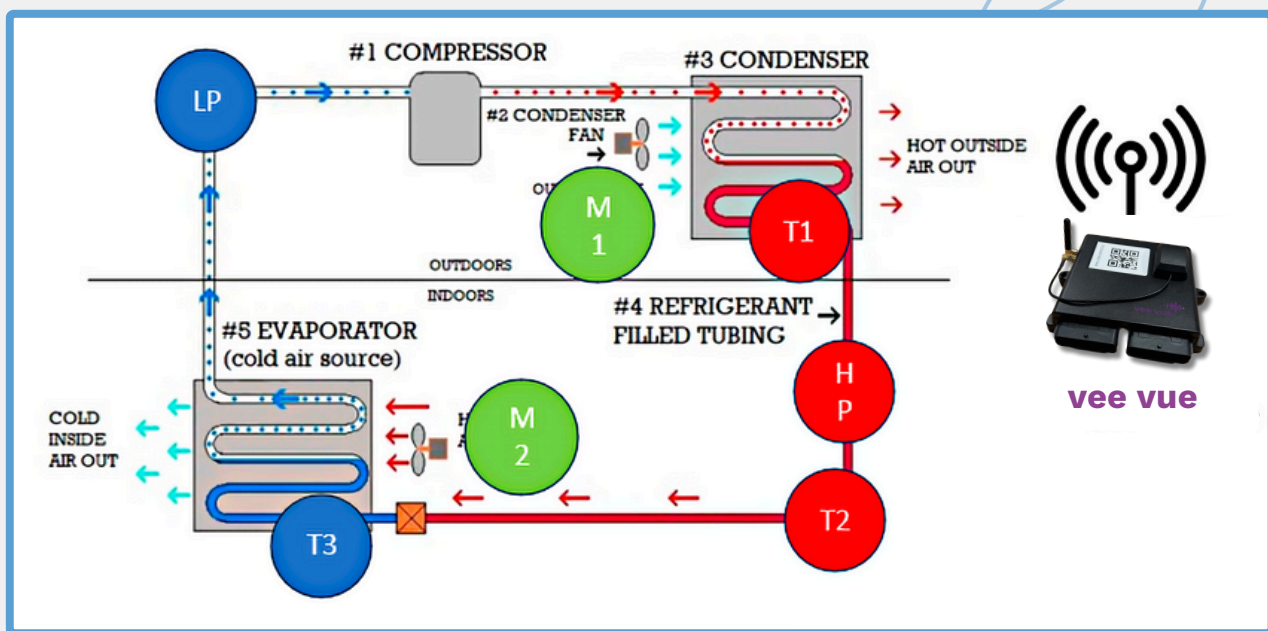 #1 COMPRESSOR
#3 CONDENSER
LP
#2 CONDENSER
FAN
HOT OUTSIDE
AIR OUT
M
1
T1
OUTDOORS
INDOORS
#4 REFRIGERANT
FILLED TUBING
#5 EVAPORATOR
(cold air source)
H
P
vee vue
COLD
INSIDE
AIR OUT
M
2
T2
T3